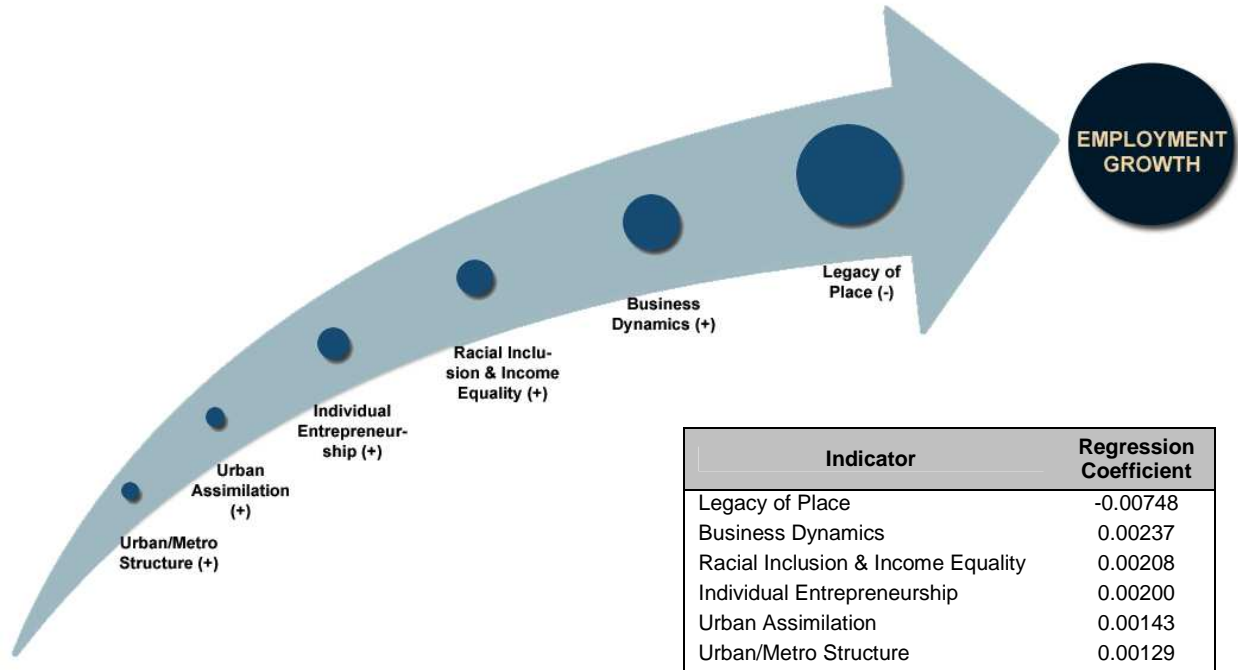 EMPLOYMENT
GROWTH
Legacy of
Place (-)
Business
Dynamics (+)
Racial Inclu-
sion & Income
Equality (+)
Individual
Entrepreneur-
ship (+)
Urban
Assimilation
(+)
Urban/Metro
Structure (+)
Indicator Regression
Coefficient
Legacy of Place -0.00748
Business Dynamics 0.00237
Racial Inclusion & Income Equality 0.00208
Individual Entrepreneurship 0.00200
Urban Assimilation 0.00143
Urban/Metro Structure 0.00129